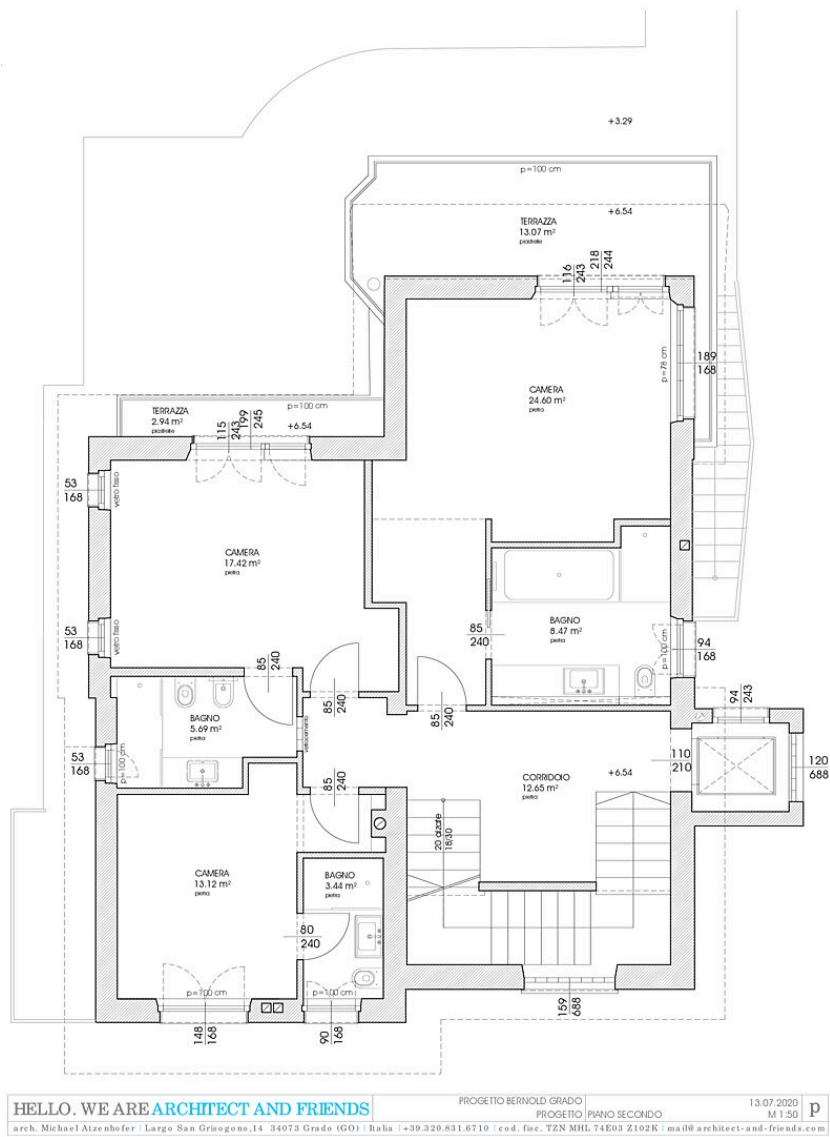 +3.29
p=100 cm
TERRAZZA
13.07 m²
piastrelle
+6.54
116
243
218
244
p=78 cm
189
168
CAMERA
24.60 m²
pietra
TERRAZZA
2.94 m²
piastrelle
p=100 cm
+6.54
115
243
199
245
53
168
vetro fisso
CAMERA
17.42 m²
pietra
53
168
vetro fisso
85
240
BAGNO
8.47 m²
pietra
p=100 cm
94
168
85
240
85
240
85
240
94
243
BAGNO
5.69 m²
pietra
p=100 cm
53
168
vetrocemento
85
240
CORRIDOIO
12.65 m²
pietra
+6.54
110
210
120
688
20 alzate
18/30
CAMERA
13.12 m²
pietra
BAGNO
3.44 m²
pietra
80
240
p=100 cm
p=100 cm
148
168
90
168
159
688
HELLO. WE ARE ARCHITECT AND FRIENDS
PROGETTO BERNOLD GRADO
PROGETTO PIANO SECONDO
13.07.2020
M 1:50
p
arch. Michael Atzenhofer | Largo San Grisogono,14 34073 Grado (GO) | Italia | +39.320.831.6710 | cod. fisc. TZN MHL 74E03 Z102K | mail@architect-and-friends.com